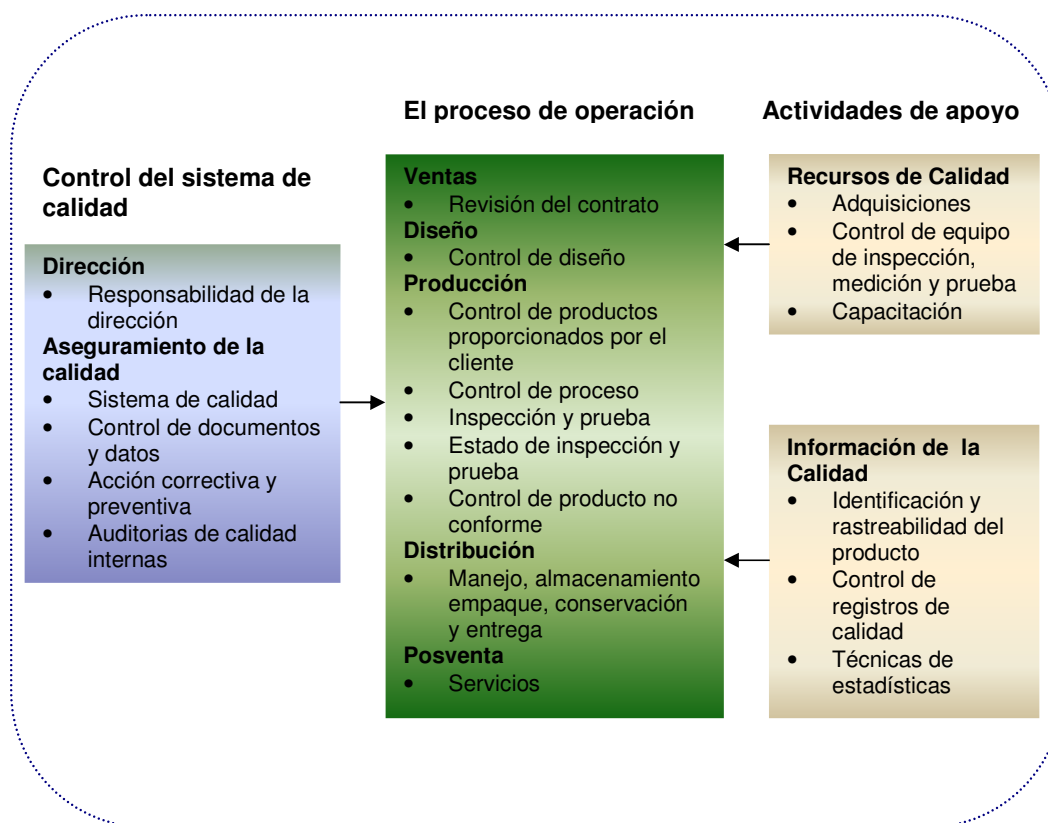 El proceso de operación
Actividades de apoyo
Control del sistema de
calidad
Dirección
• Responsabilidad de la
dirección
Aseguramiento de la
calidad
• Sistema de calidad
• Control de documentos
y datos
• Acción correctiva y
preventiva
• Auditorias de calidad
internas
Ventas
• Revisión del contrato
Diseño
• Control de diseño
Producción
• Control de productos
proporcionados por el
cliente
• Control de proceso
• Inspección y prueba
• Estado de inspección y
prueba
• Control de producto no
conforme
Distribución
• Manejo, almacenamiento
empaque, conservación
y entrega
Posventa
• Servicios
Recursos de Calidad
• Adquisiciones
• Control de equipo
de inspección,
medición y prueba
• Capacitación
Información de la
Calidad
• Identificación y
rastreabilidad del
producto
• Control de
registros de
calidad
• Técnicas de
estadísticas